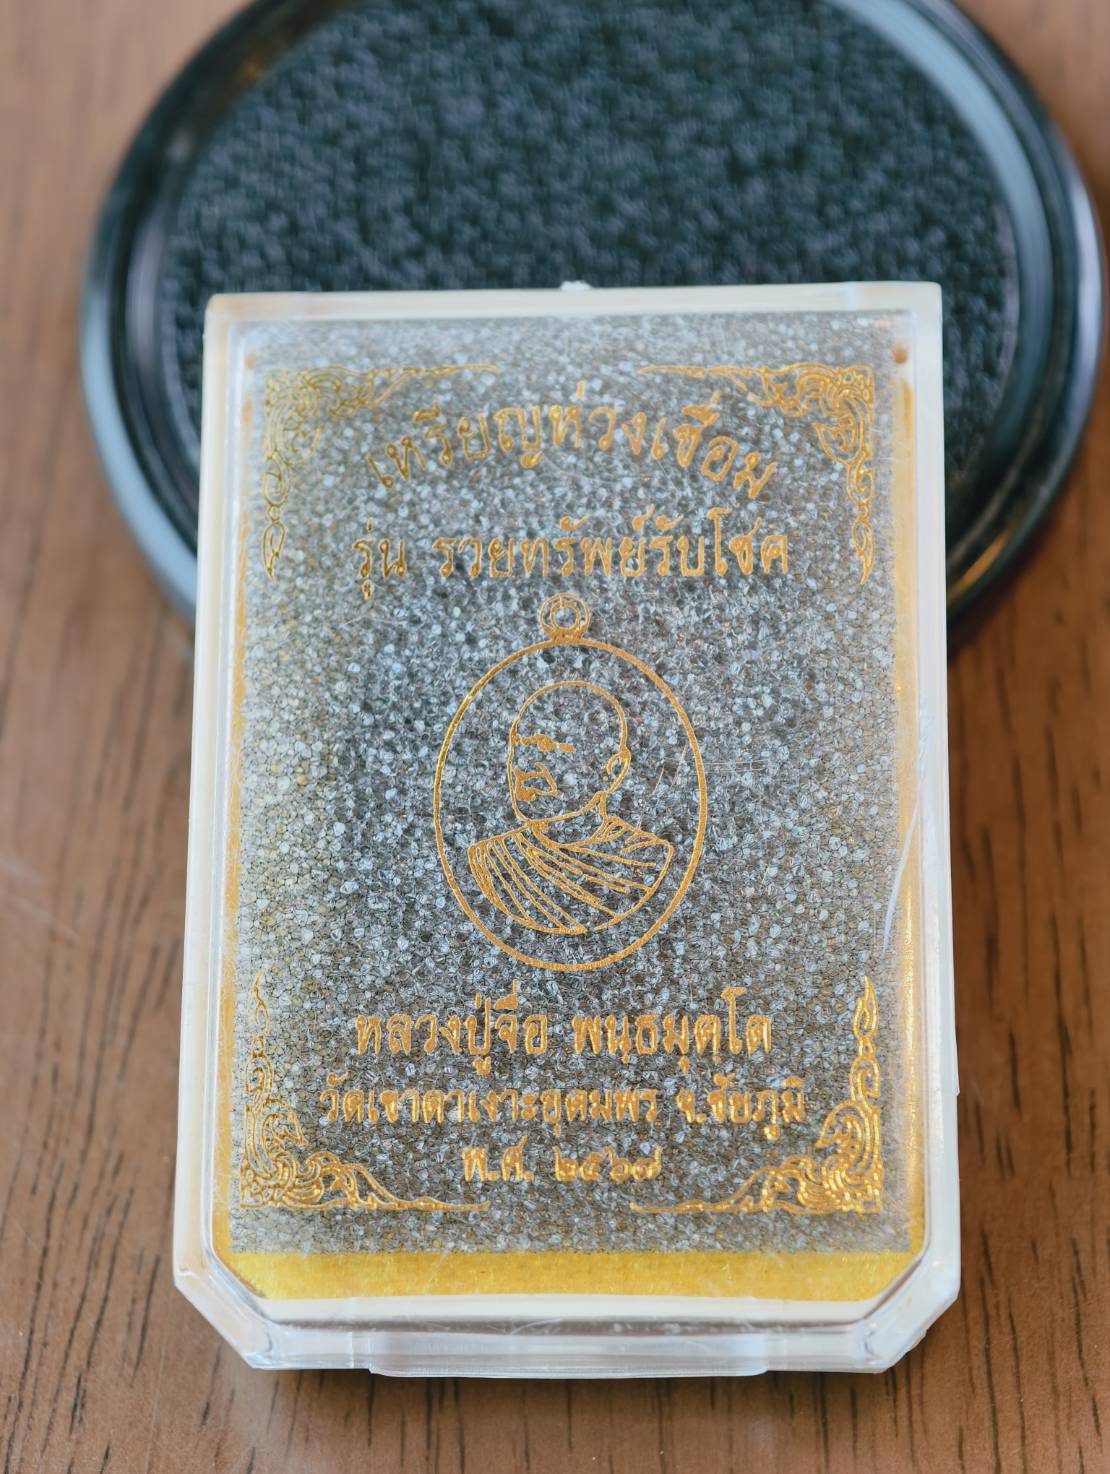 เหรียญห่วงเชื่อม
รุ่น รวยทรัพย์รับโชค
หลวงปู่จื่อ พนฺธมุตฺโต
วัดเขาตาเงาะอุดมพร จ.ชัยภูมิ
พ.ศ. ๒๕๖๗